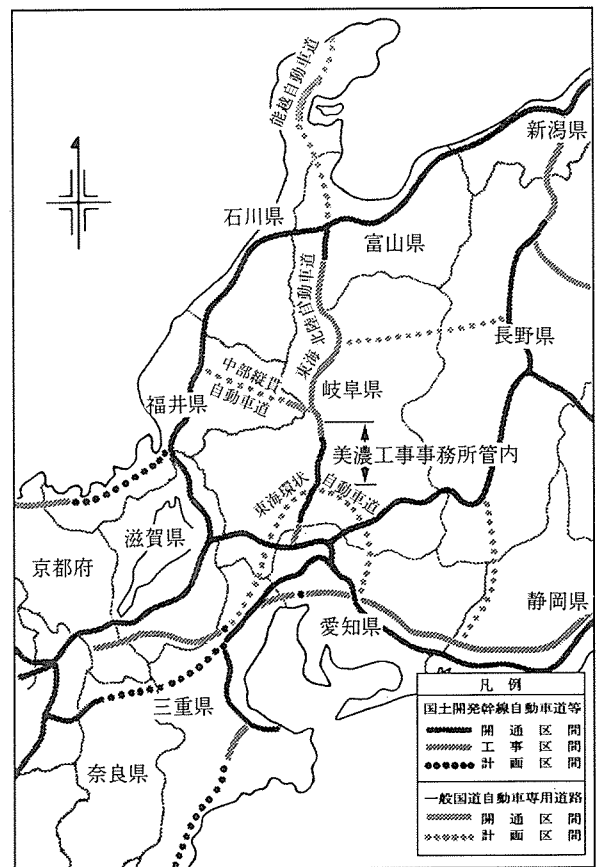 能越自動車道
新潟県
石川県
富山県
東海北陸自動車道
長野県
中部縦貫
自動車道
岐阜県
福井県
美濃工事事務所管内
東海環状
自動車道
滋賀県
京都府
静岡県
愛知県
三重県
奈良県
凡例
国土開発幹線自動車道等
開通区間
工事区間
計画区間
一般国道自動車専用道路
開通区間
計画区間